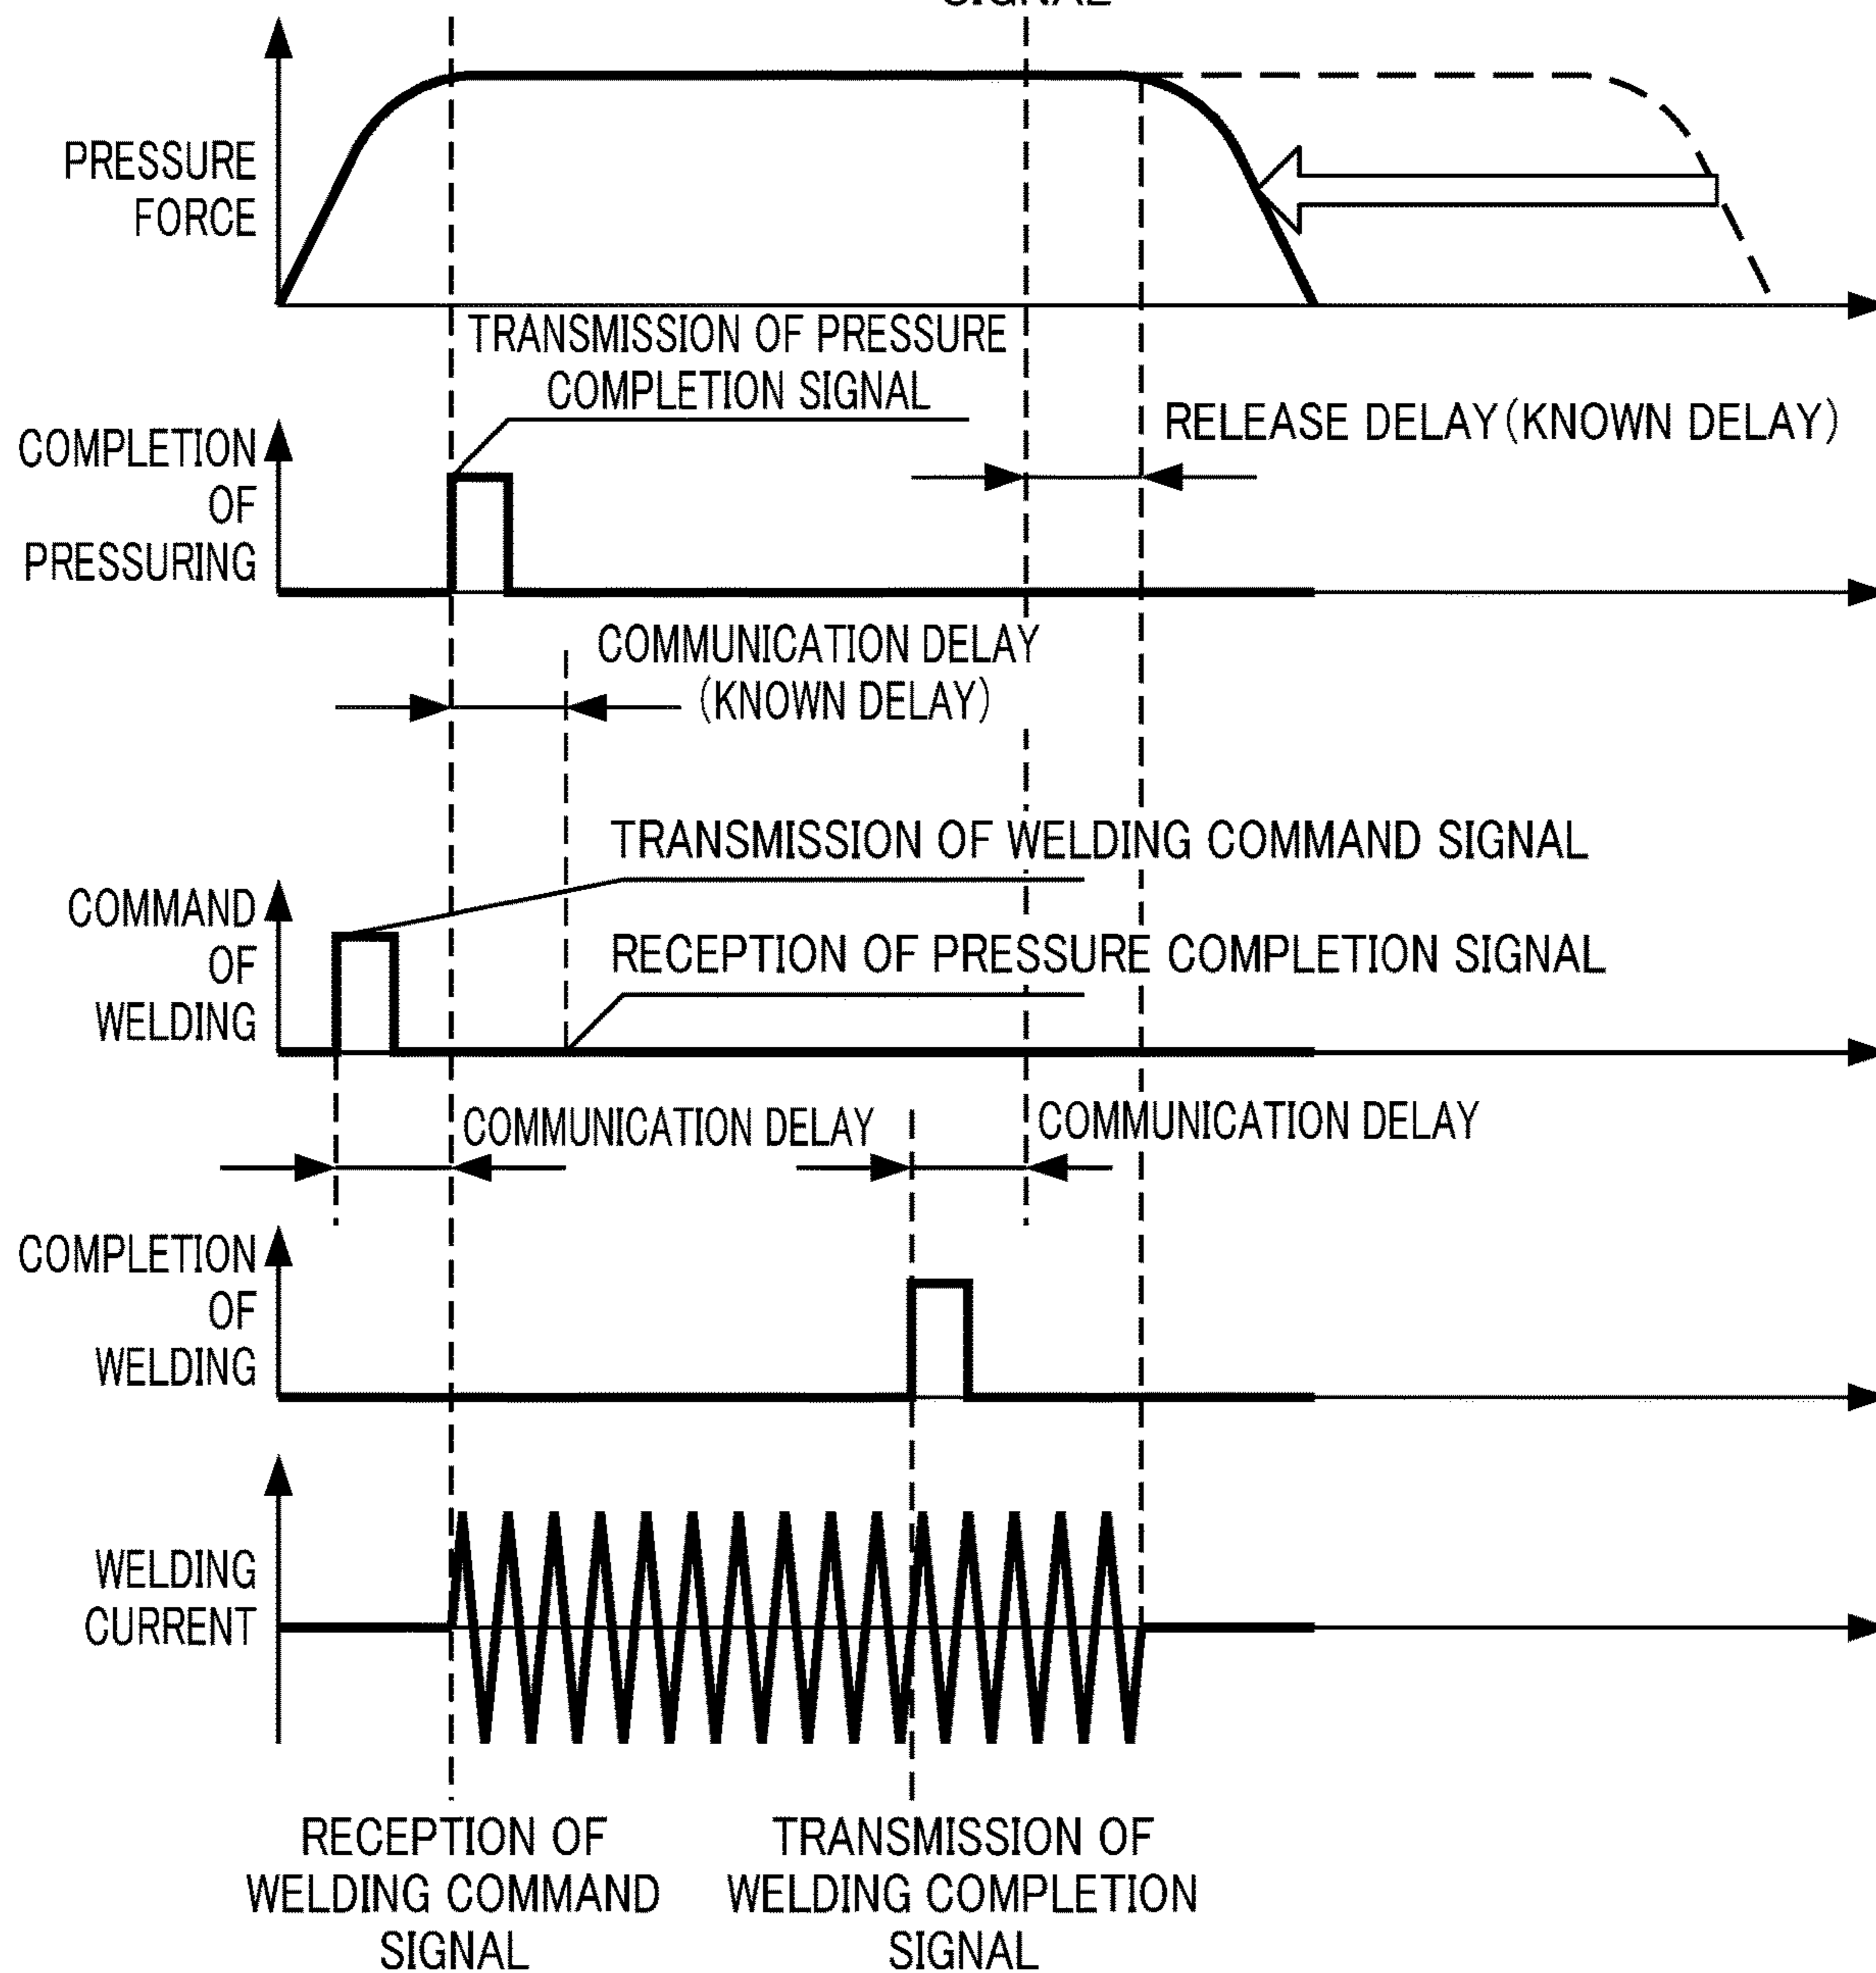 SIGNAL
PRESSURE
FORCE
TRANSMISSION OF PRESSURE
COMPLETION SIGNAL
RELEASE DELAY(KNOWN DELAY)
COMPLETION
OF
PRESSURING
COMMUNICATION DELAY
(KNOWN DELAY)
TRANSMISSION OF WELDING COMMAND SIGNAL
COMMAND
OF
WELDING
RECEPTION OF PRESSURE COMPLETION SIGNAL
COMMUNICATION DELAY
COMMUNICATION DELAY
COMPLETION
OF
WELDING
WELDING
CURRENT
RECEPTION OF
WELDING COMMAND
SIGNAL
TRANSMISSION OF
WELDING COMPLETION
SIGNAL